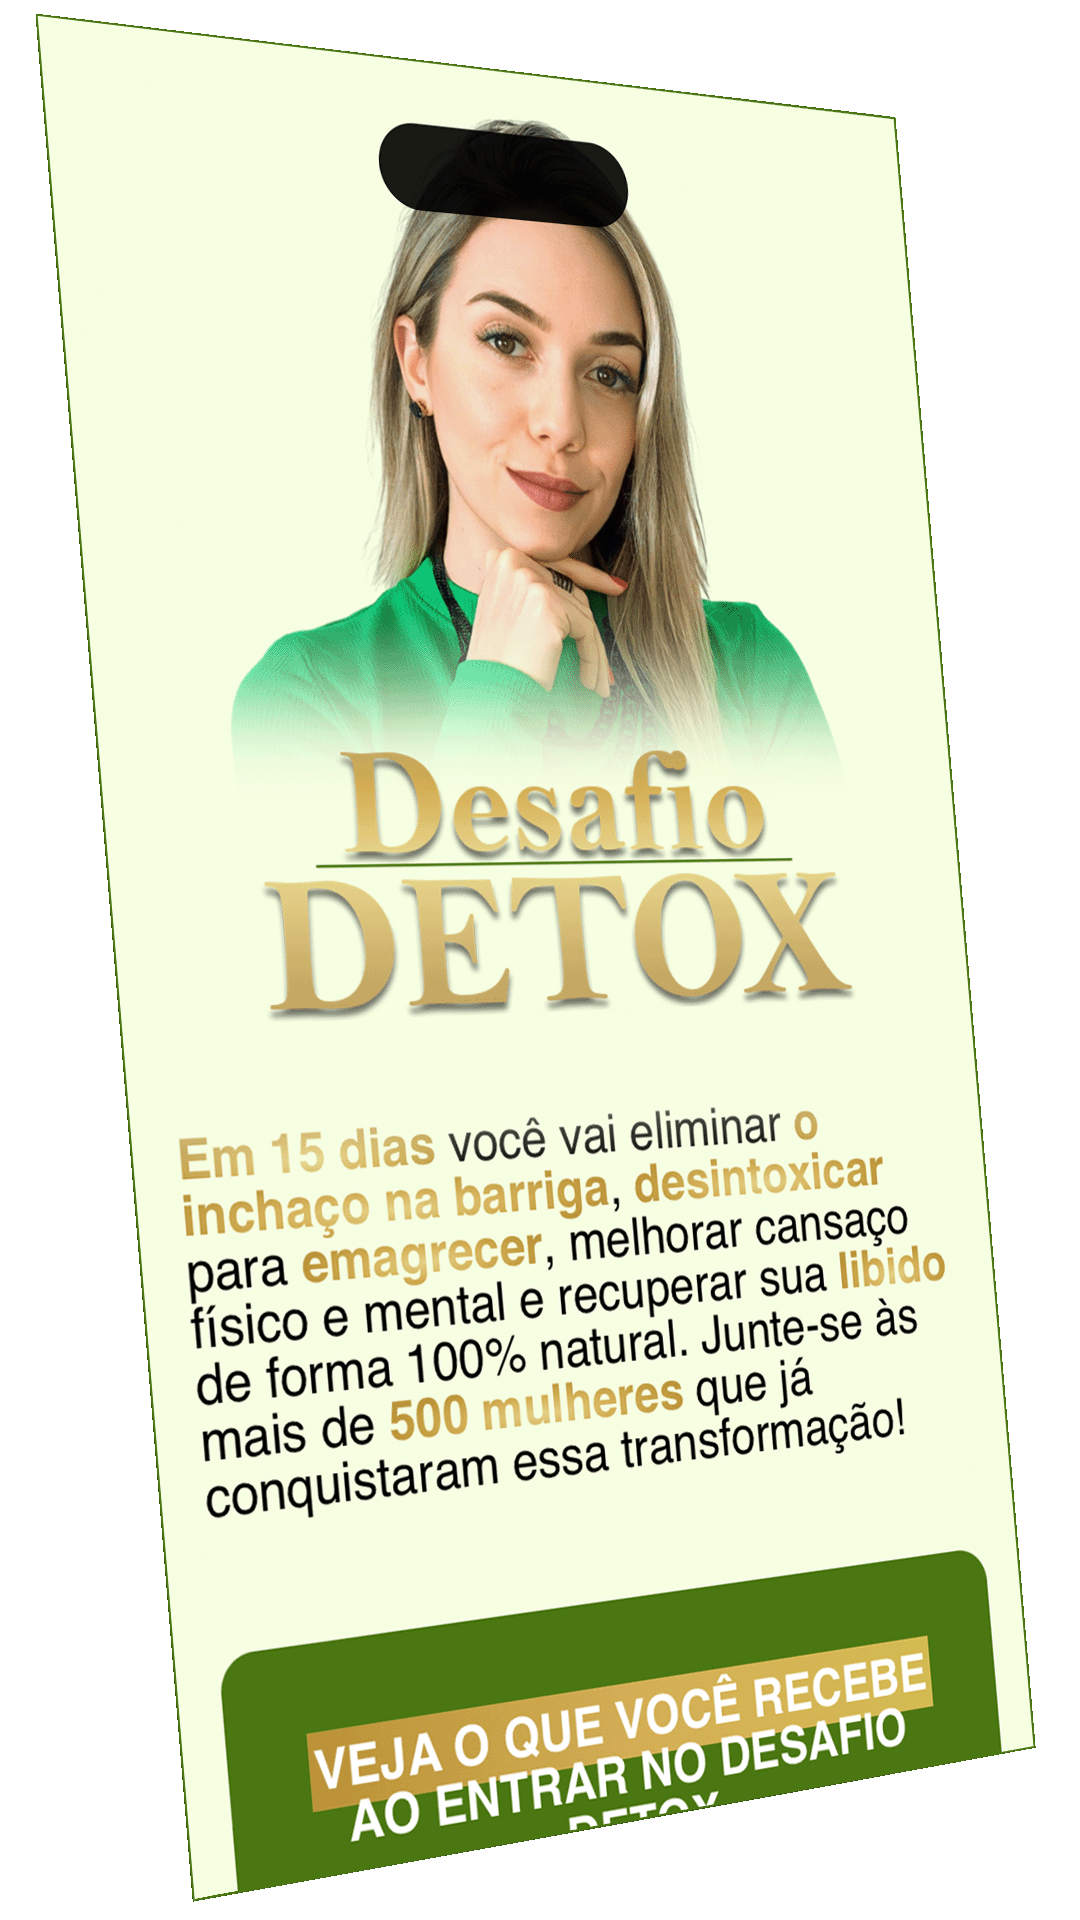 Desafio
DETOX
Em 15 dias você vai eliminar o
inchaço na barriga, desintoxicar
para emagrecer, melhorar cansaço
físico e mental e recuperar sua libido
de forma 100% natural. Junte-se às
mais de 500 mulheres que já
conquistaram essa transformação!
VEJA O QUE VOCÊ RECEBE
AO ENTRAR NO DESAFIO
DETOX